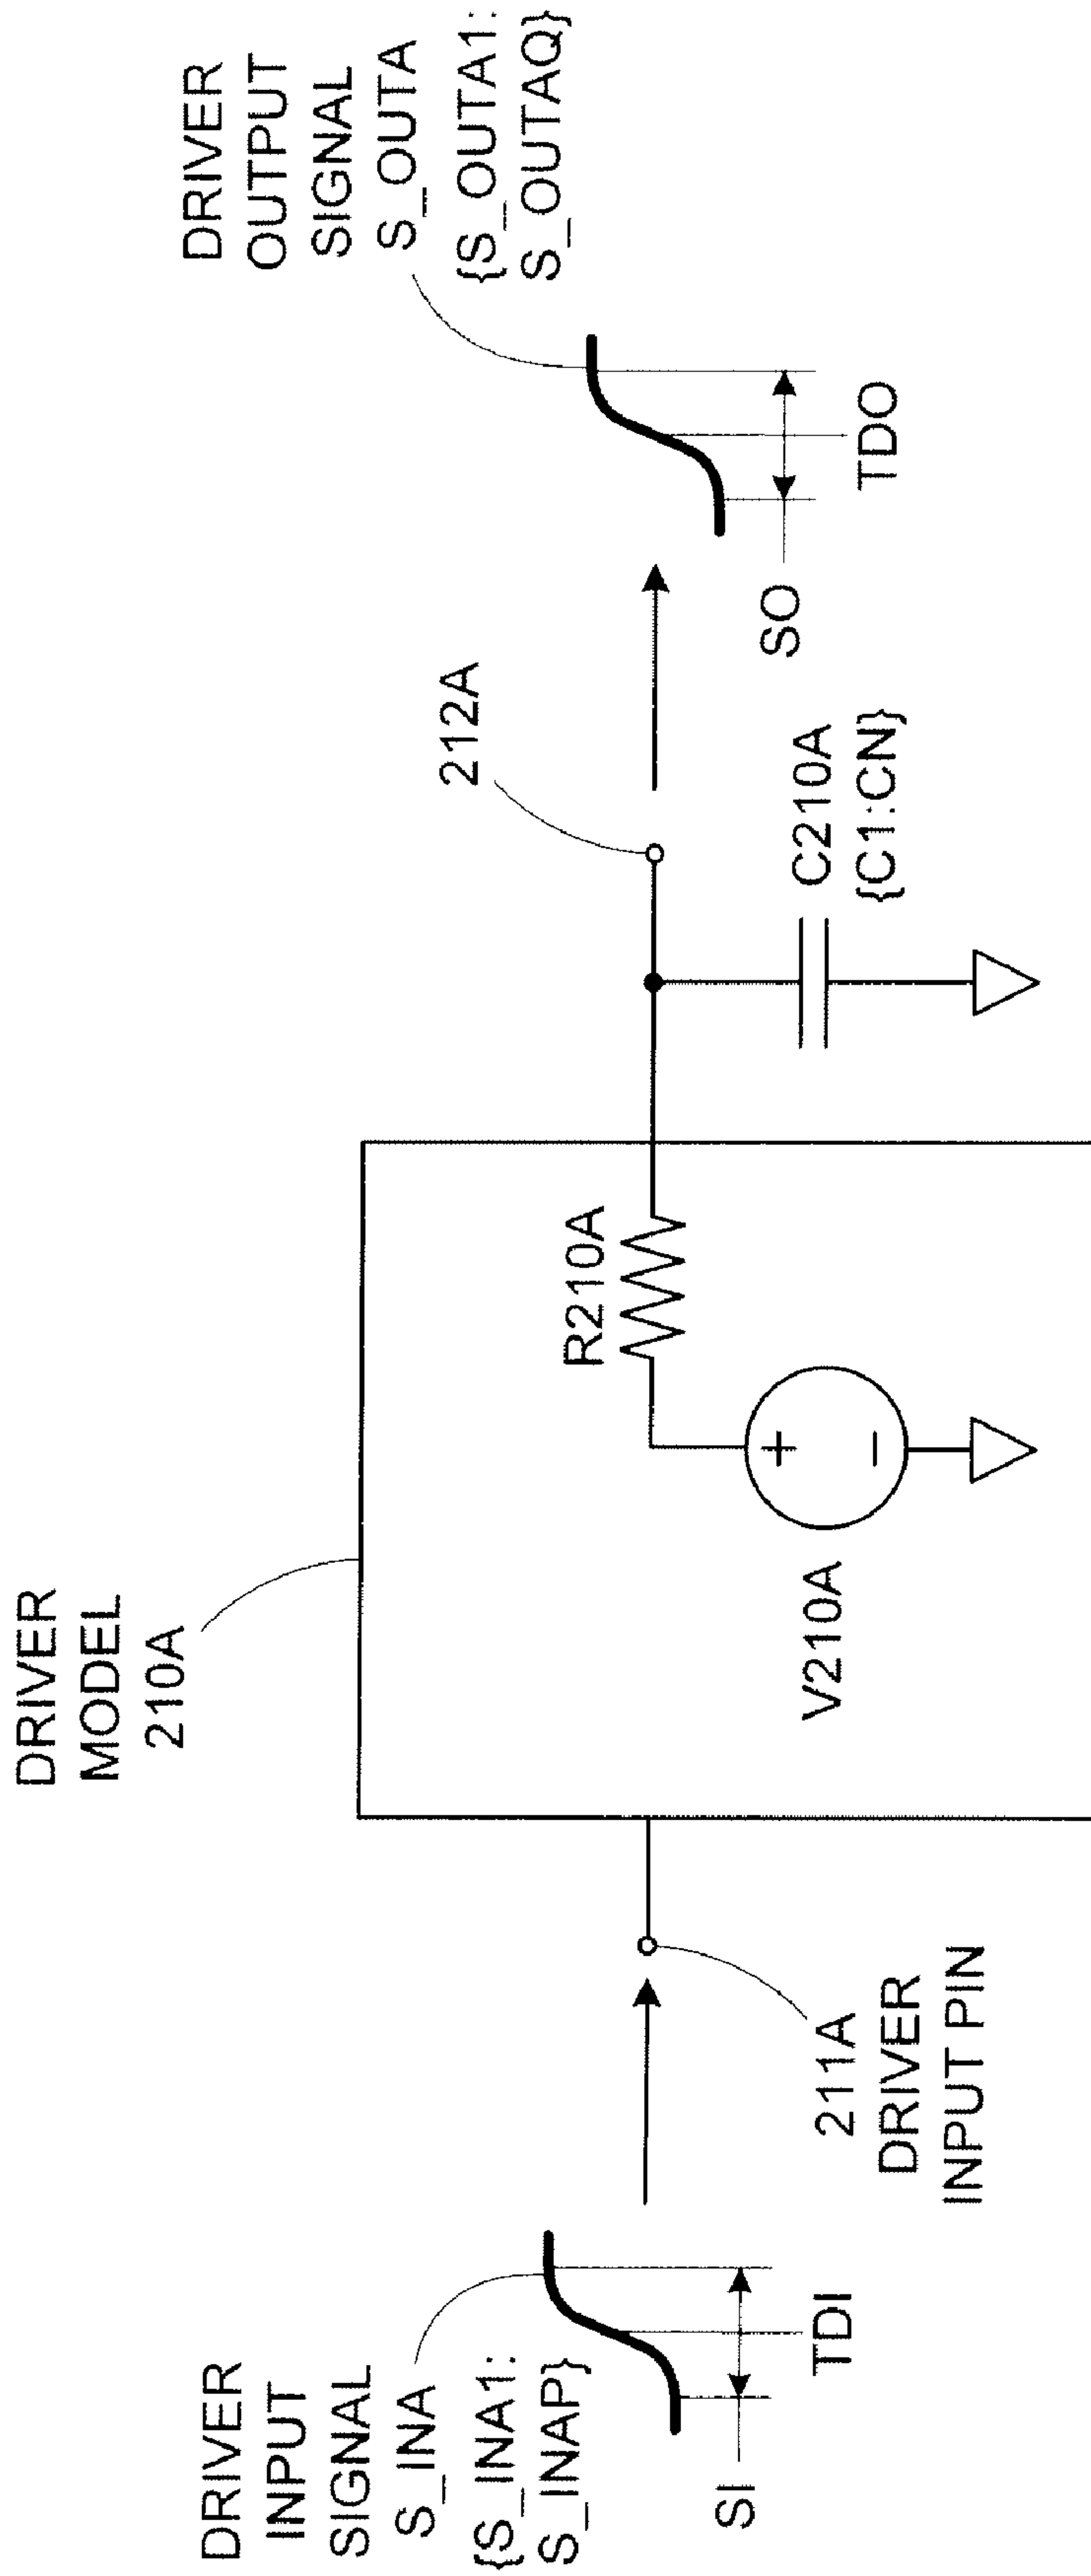 DRIVER
INPUT
SIGNAL
S_INA
{S_INA1:
S_INAP}
SI
TDI
211A
DRIVER
INPUT PIN
DRIVER
MODEL
210A
V210A
R210A
C210A
{C1:CN}
212A
SO
TDO
DRIVER
OUTPUT
SIGNAL
S_OUTA
{S_OUTA1:
S_OUTAQ}
+
−